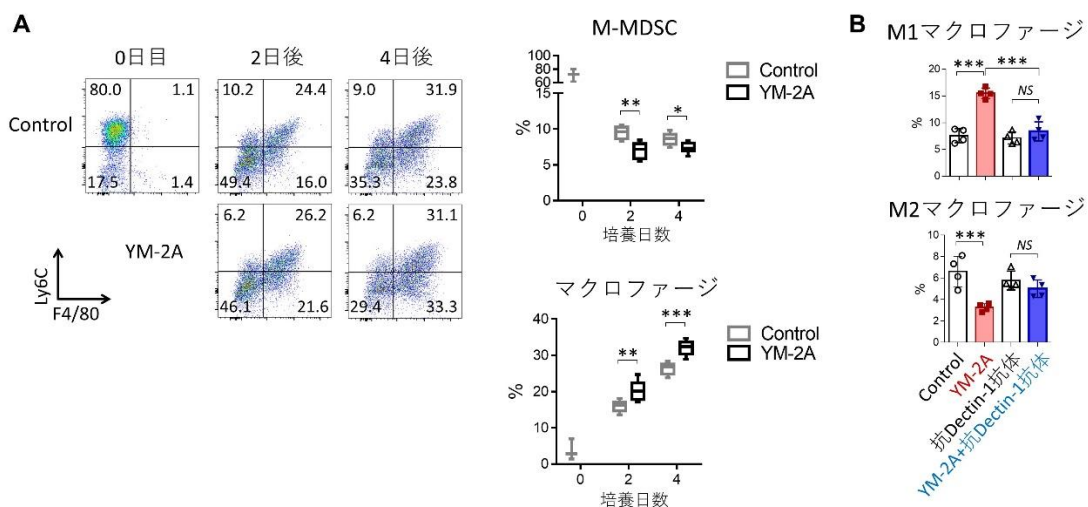 A
0日目
2日後
4日後
Control
80.0 1.1
17.5 1.4
10.2 24.4
49.4 16.0
9.0 31.9
35.3 23.8
YM-2A
6.2 26.2
46.1 21.6
6.2 31.1
29.4 33.3
Ly6C
F4/80
M-MDSC
%
100
80
60
15
10
5
0
** *
Control
YM-2A
0 2 4
培養日数
マクロファージ
%
40
30
20
10
0
** ***
Control
YM-2A
0 2 4
培養日数
B
M1マクロファージ
%
20
15
10
5
0
*** *** NS
M2マクロファージ
%
10
8
6
4
2
0
*** NS
Control
YM-2A
抗Dectin-1抗体
YM-2A+抗Dectin-1抗体